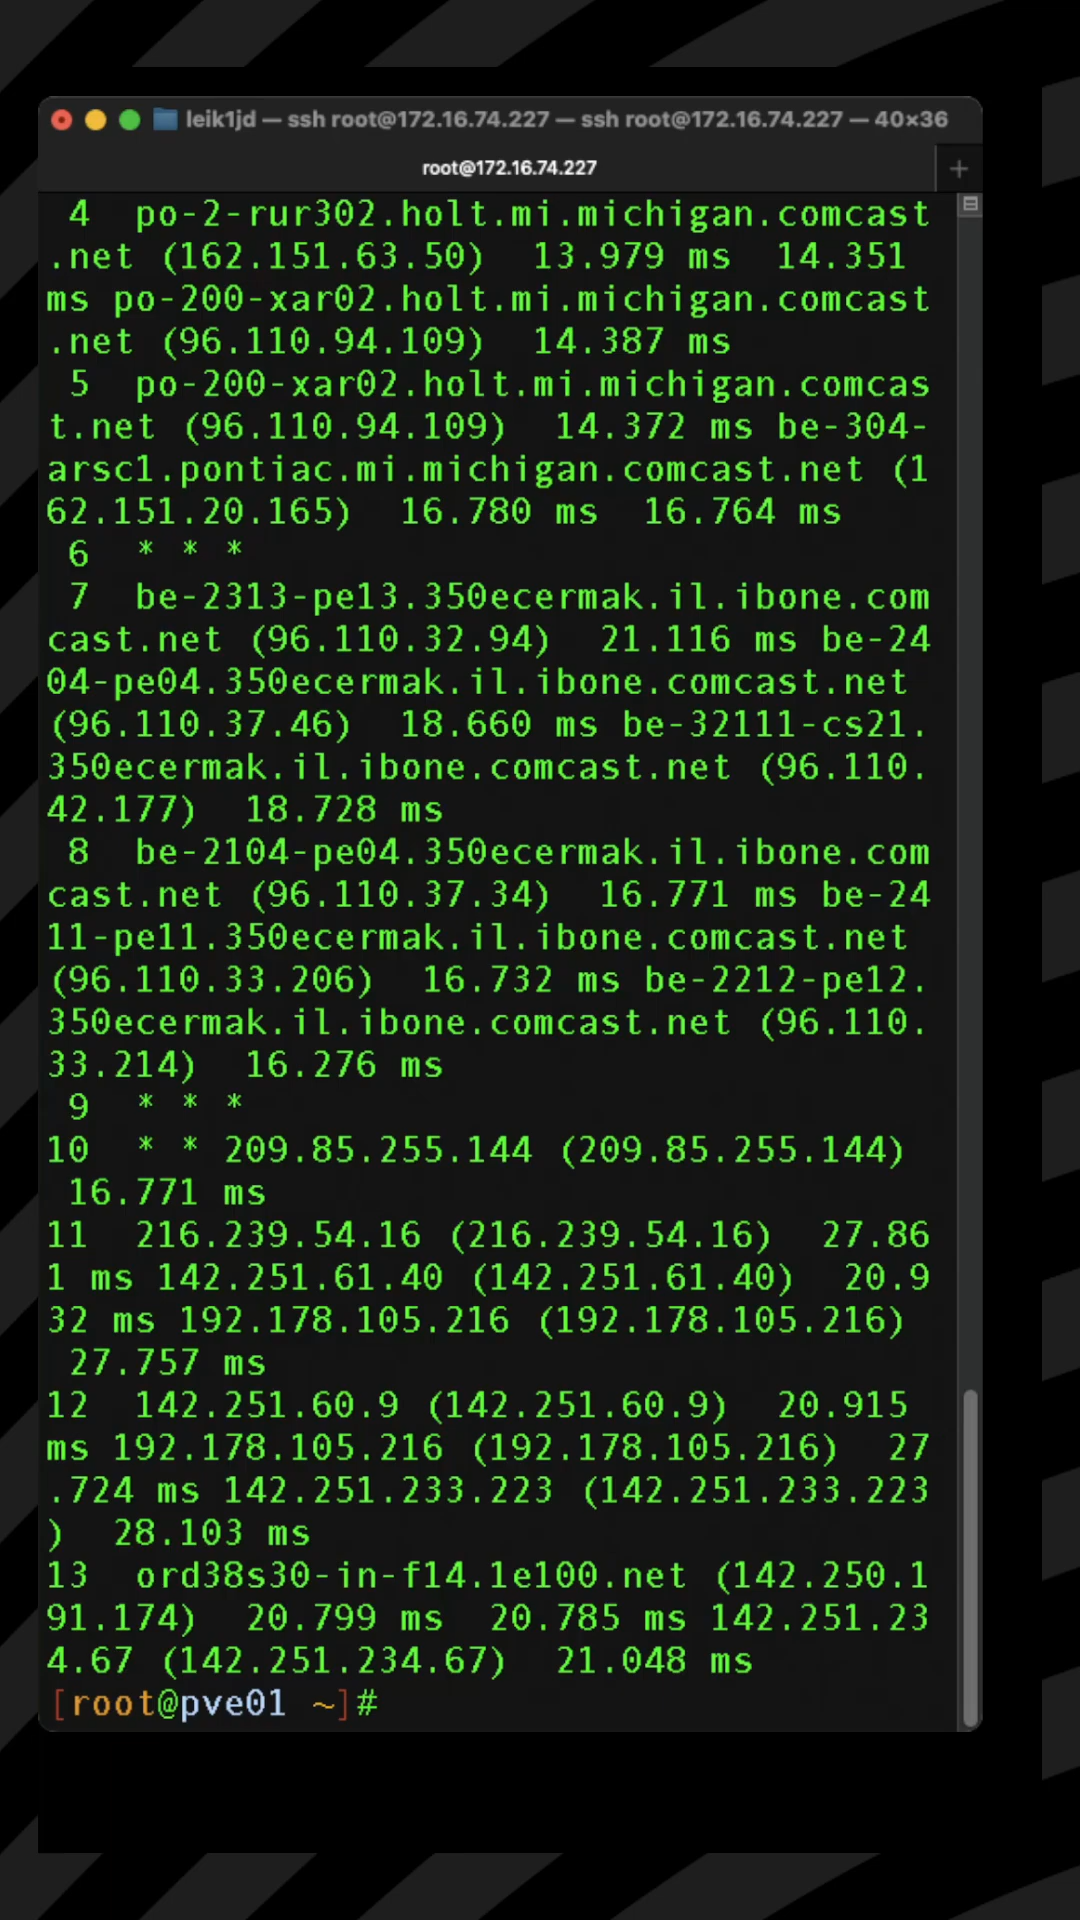 leik1jd — ssh root@172.16.74.227 — ssh root@172.16.74.227 — 40×36
root@172.16.74.227
4 po-2-rur302.holt.mi.michigan.comcast
.net (162.151.63.50)  13.979 ms  14.351
ms po-200-xar02.holt.mi.michigan.comcast
.net (96.110.94.109)  14.387 ms
5  po-200-xar02.holt.mi.michigan.comcas
t.net (96.110.94.109)  14.372 ms be-304-
arsc1.pontiac.mi.michigan.comcast.net (1
62.151.20.165)  16.780 ms  16.764 ms
6  * * *
7  be-2313-pe13.350ecermak.il.ibone.com
cast.net (96.110.32.94)  21.116 ms be-24
04-pe04.350ecermak.il.ibone.comcast.net
(96.110.37.46)  18.660 ms be-32111-cs21.
350ecermak.il.ibone.comcast.net (96.110.
42.177)  18.728 ms
8  be-2104-pe04.350ecermak.il.ibone.com
cast.net (96.110.37.34)  16.771 ms be-24
11-pe11.350ecermak.il.ibone.comcast.net
(96.110.33.206)  16.732 ms be-2212-pe12.
350ecermak.il.ibone.comcast.net (96.110.
33.214)  16.276 ms
9  * * *
10  * * 209.85.255.144 (209.85.255.144)
16.771 ms
11  216.239.54.16 (216.239.54.16)  27.86
1 ms 142.251.61.40 (142.251.61.40)  20.9
32 ms 192.178.105.216 (192.178.105.216)
27.757 ms
12  142.251.60.9 (142.251.60.9)  20.915
ms 192.178.105.216 (192.178.105.216)  27
.724 ms 142.251.233.223 (142.251.233.223
)  28.103 ms
13  ord38s30-in-f14.1e100.net (142.250.1
91.174)  20.799 ms  20.785 ms 142.251.23
4.67 (142.251.234.67)  21.048 ms
[root@pve01 ~]#